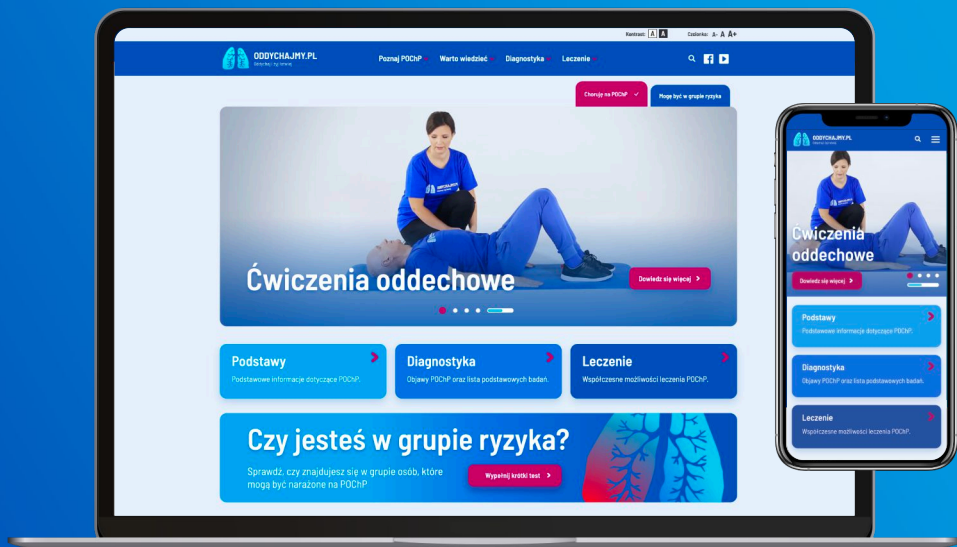 Kontrast: A A Czcionka: A- A A+
ODDYCHAJMY.PL
Oddychaj i żyj łatwiej
Poznaj POChP Warto wiedzieć Diagnostyka Leczenie
Choruję na POChP
Mogę być w grupie ryzyka
Ćwiczenia oddechowe
Dowiedz się więcej
Podstawy
Podstawowe informacje dotyczące POChP.
Diagnostyka
Objawy POChP oraz lista podstawowych badań.
Leczenie
Współczesne możliwości leczenia POChP.
Czy jesteś w grupie ryzyka?
Sprawdź, czy znajdujesz się w grupie osób, które
mogą być narażone na POChP
Wypełnij krótki test
ODDYCHAJMY.PL
Ćwiczenia
oddechowe
Dowiedz się więcej
Podstawy
Podstawowe informacje dotyczące POChP.
Diagnostyka
Objawy POChP oraz lista podstawowych badań.
Leczenie
Współczesne możliwości leczenia POChP.